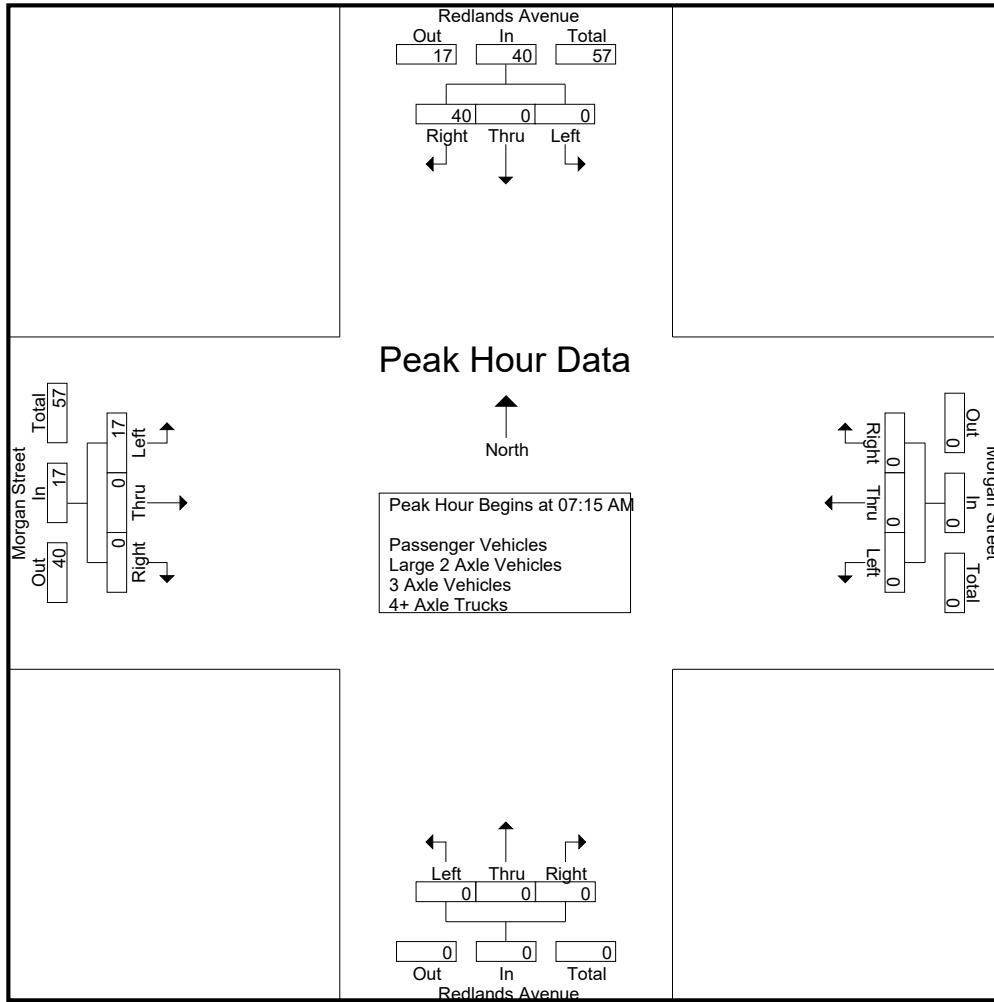 Redlands Avenue
Out In Total
17 40 57
40 0 0
Right Thru Left
Peak Hour Data
North
Peak Hour Begins at 07:15 AM
Passenger Vehicles
Large 2 Axle Vehicles
3 Axle Vehicles
4+ Axle Trucks
Morgan Street
Out In Total
40 17 57
Right Thru Left
0 0 17
Morgan Street
Out In Total
0 0 0
Right Thru Left
0 0 0
Left Thru Right
0 0 0
0 0 0
Out In Total
Redlands Avenue